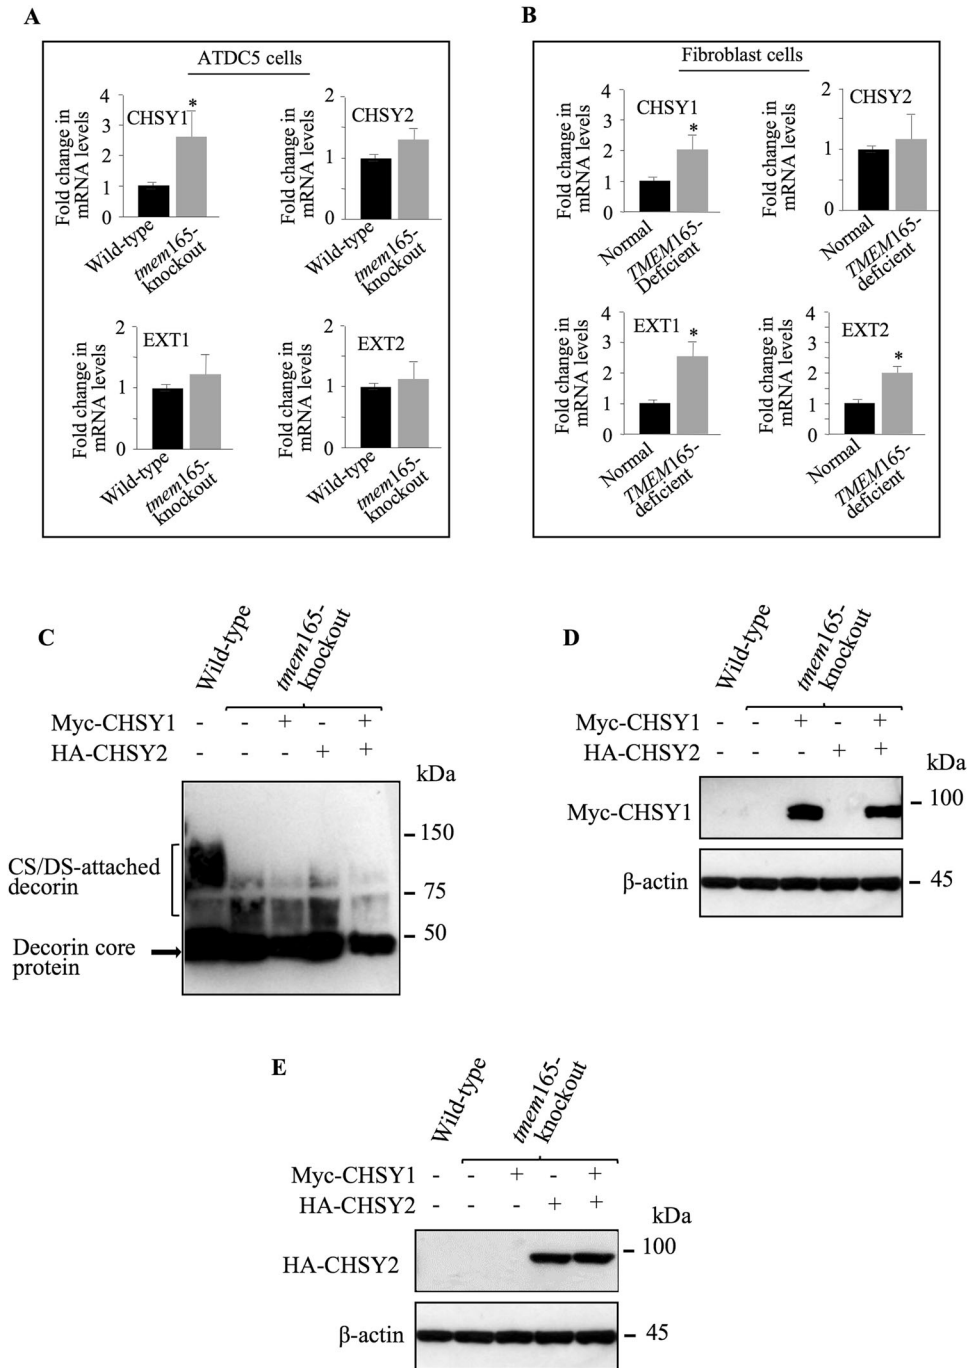 A
ATDC5 cells
Fold change in
mRNA levels
4
3
2
1
0
CHSY1
*
Wild-type
tmem165-
knockout
Fold change in
mRNA levels
2
1
0
CHSY2
Wild-type
tmem165-
knockout
Fold change in
mRNA levels
2
1
0
EXT1
Wild-type
tmem165-
knockout
Fold change in
mRNA levels
2
1
0
EXT2
Wild-type
tmem165-
knockout
B
Fibroblast cells
Fold change in
mRNA levels
4
3
2
1
0
CHSY1
*
Normal
TMEM165-
Deficient
Fold change in
mRNA levels
2
1
0
CHSY2
Normal
TMEM165-
deficient
Fold change in
mRNA levels
4
3
2
1
0
EXT1
*
Normal
TMEM165-
deficient
Fold change in
mRNA levels
4
3
2
1
0
EXT2
*
Normal
TMEM165-
deficient
C
Wild-type
tmem165-
knockout
Myc-CHSY1 - - + - +
HA-CHSY2 - - - + +
kDa
150
CS/DS-attached
decorin
75
50
Decorin core
protein
D
Wild-type
tmem165-
knockout
Myc-CHSY1 - - + - +
HA-CHSY2 - - - + +
kDa
100
Myc-CHSY1
β-actin
45
E
Wild-type
tmem165-
knockout
Myc-CHSY1 - - + - +
HA-CHSY2 - - - + +
kDa
100
HA-CHSY2
β-actin
45